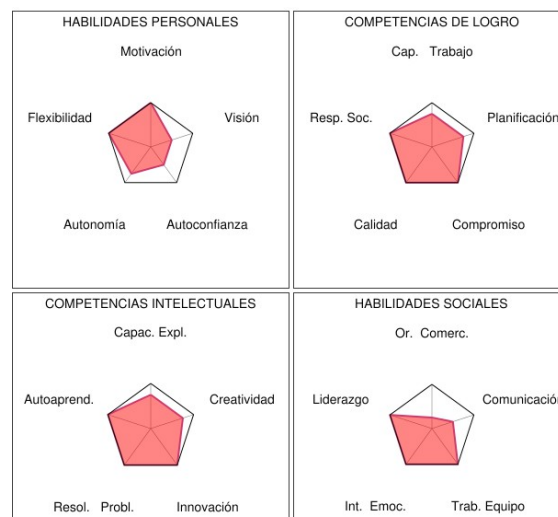 HABILIDADES PERSONALES
Motivación
Flexibilidad
Visión
Autonomía
Autoconfianza
COMPETENCIAS DE LOGRO
Cap. Trabajo
Resp. Soc.
Planificación
Calidad
Compromiso
COMPETENCIAS INTELECTUALES
Capac. Expl.
Autoaprend.
Creatividad
Resol. Probl.
Innovación
HABILIDADES SOCIALES
Or. Comerc.
Liderazgo
Comunicación
Int. Emoc.
Trab. Equipo